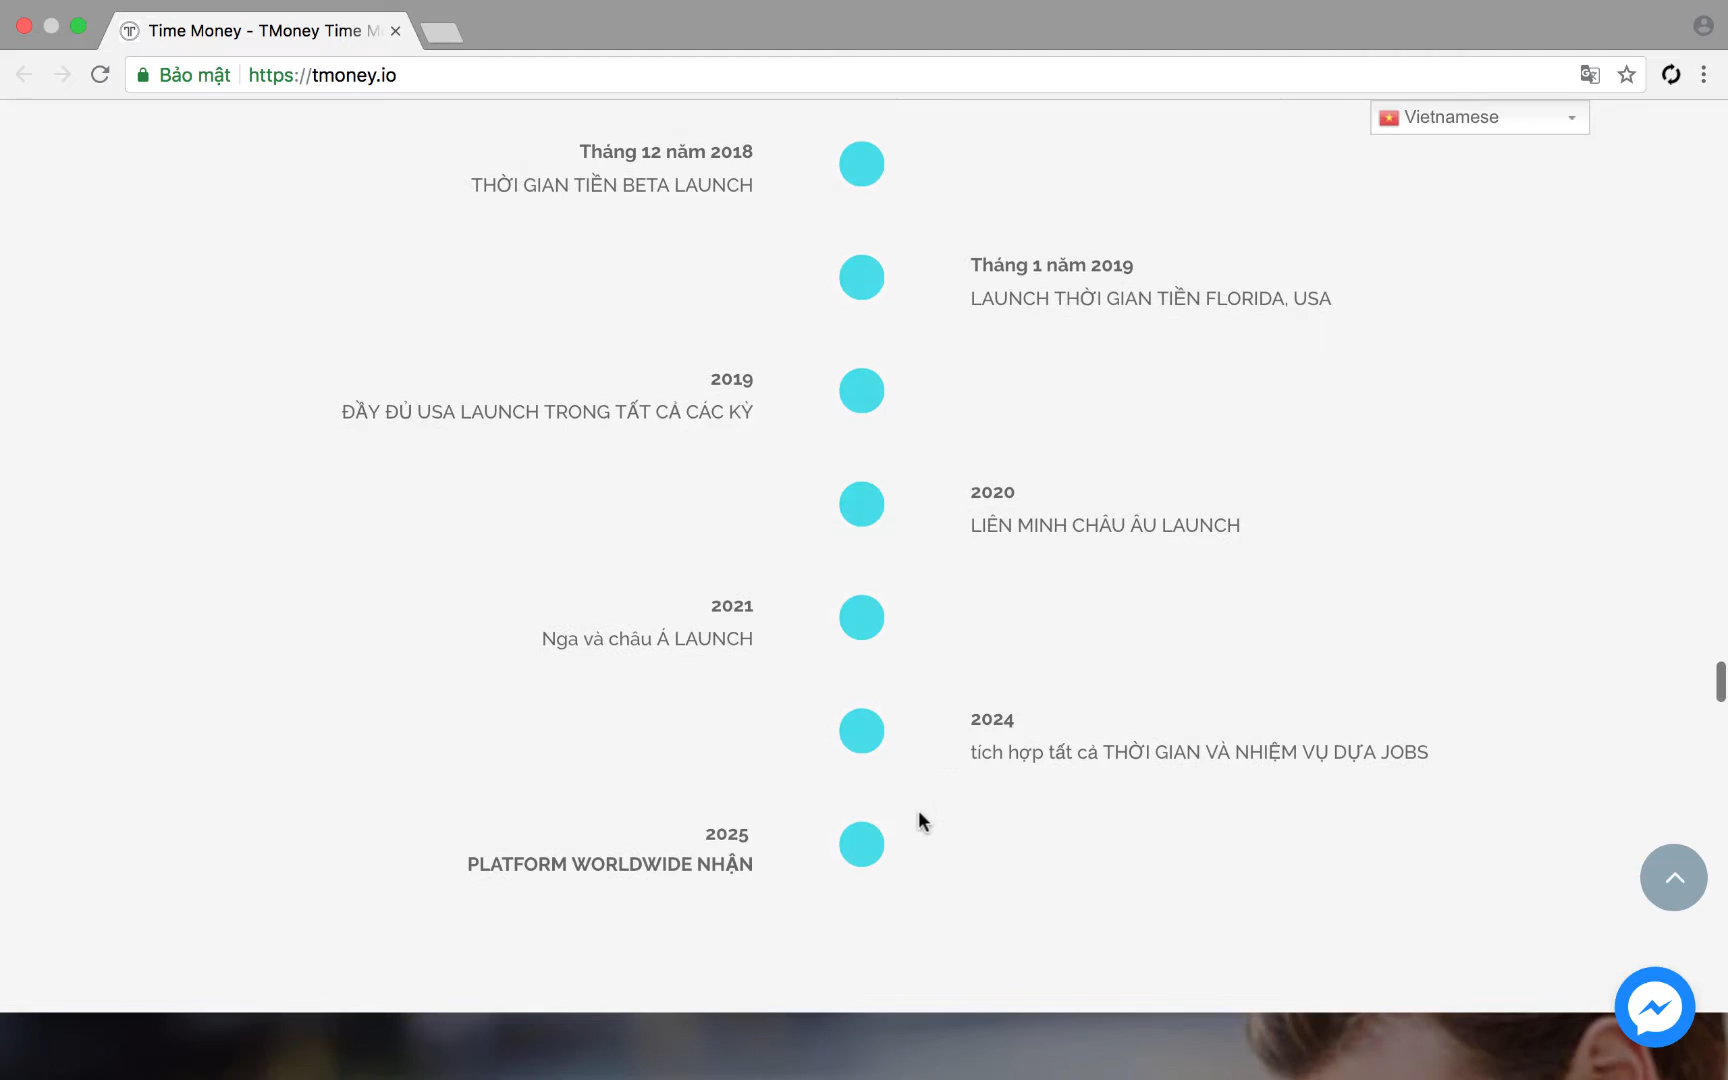 Time Money - TMoney Time M
Bảo mật
https://tmoney.io
Vietnamese
Tháng 12 năm 2018
THỜI GIAN TIỀN BETA LAUNCH
Tháng 1 năm 2019
LAUNCH THỜI GIAN TIỀN FLORIDA, USA
2019
ĐẦY ĐỦ USA LAUNCH TRONG TẤT CẢ CÁC KỲ
2020
LIÊN MINH CHÂU ÂU LAUNCH
2021
Nga và châu Á LAUNCH
2024
tích hợp tất cả THỜI GIAN VÀ NHIỆM VỤ DỰA JOBS
2025
PLATFORM WORLDWIDE NHẬN